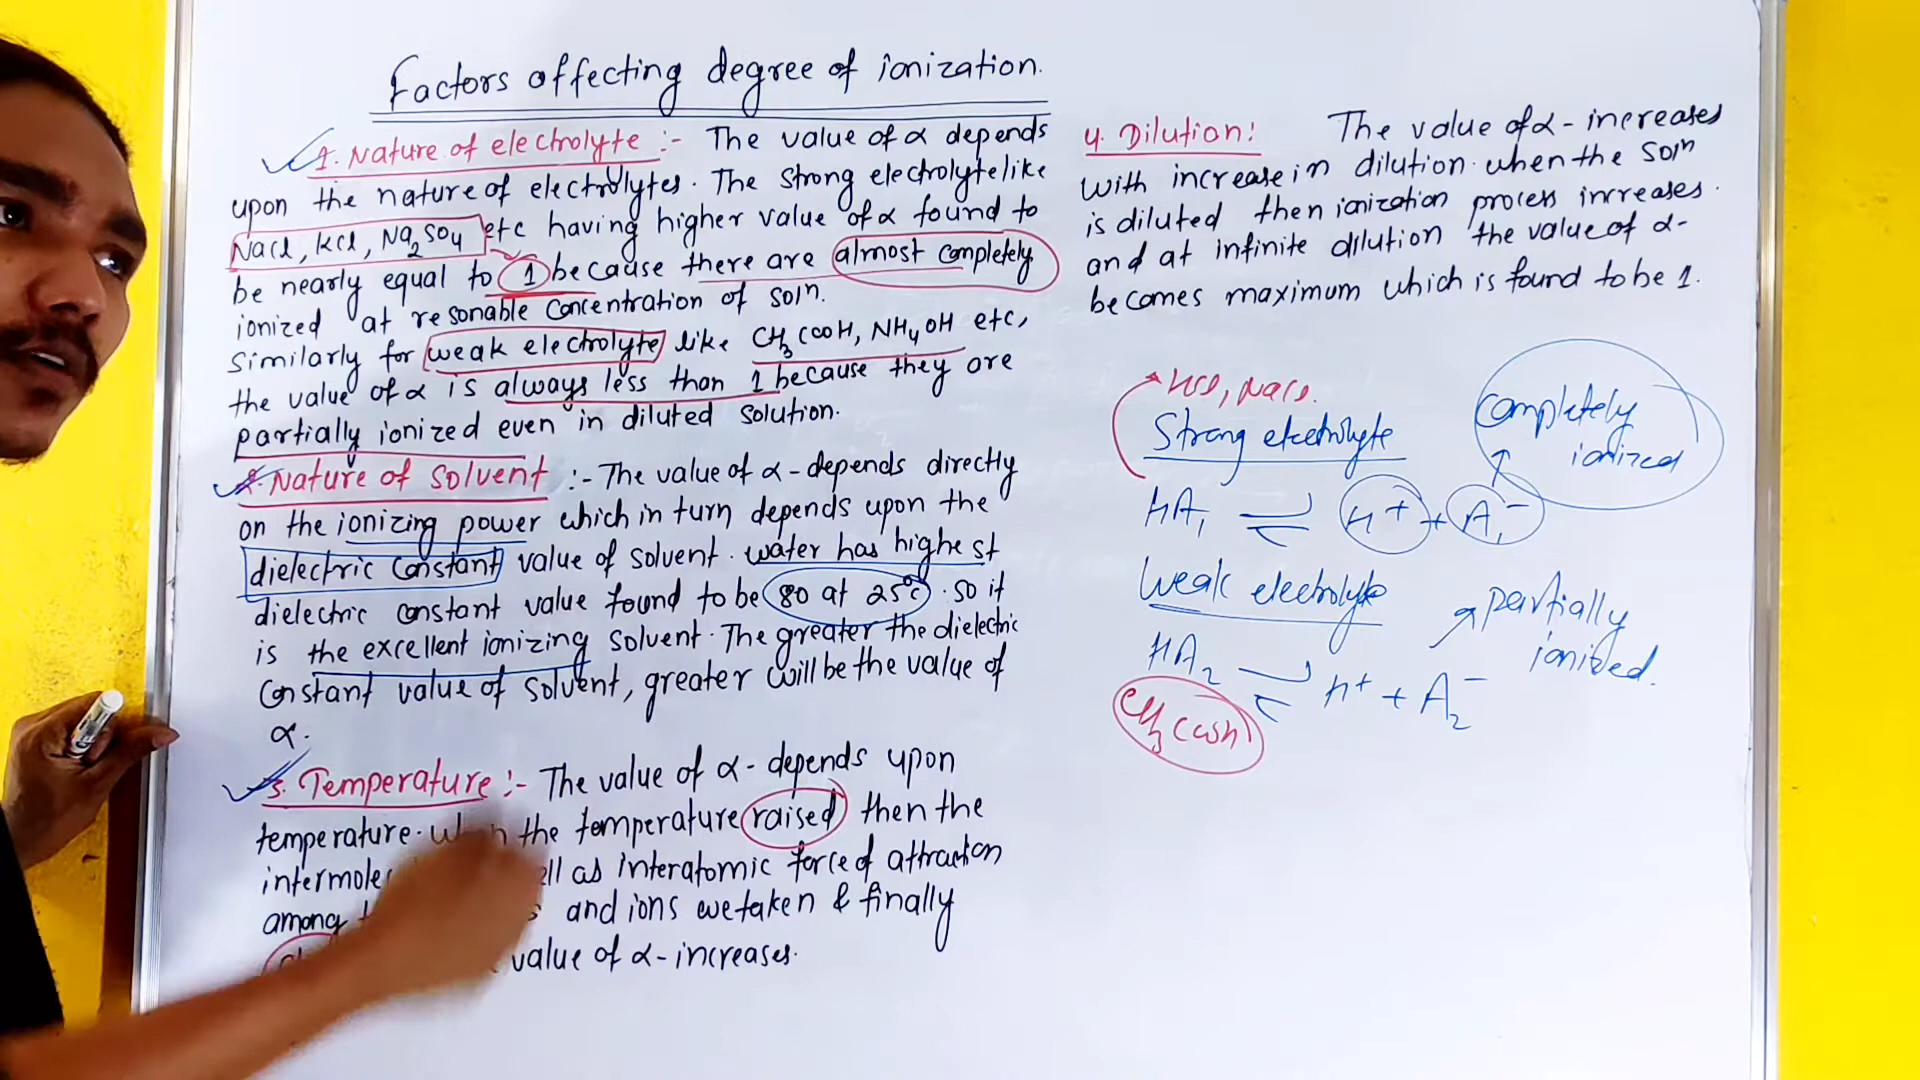 Factors affecting degree of ionization.
1. Nature of electrolyte :- The value of α depends
upon the nature of electrolytes. The strong electrolyte like
NaCl, KCl, Na2SO4 etc having higher value of α found to
be nearly equal to 1 because there are almost completely
ionized at resonable concentration of soln.
Similarly for weak electrolyte like CH3COOH, NH4OH etc,
the value of α is always less than 1 because they are
partially ionized even in diluted solution.
2. Nature of solvent :- The value of α - depends directly
on the ionizing power which in turn depends upon the
dielectric constant value of solvent. water has highest
dielectric constant value found to be 80 at 25°c. so it
is the excellent ionizing solvent. The greater the dielectric
constant value of solvent, greater will be the value of
α.
3. Temperature :- The value of α - depends upon
temperature. the temperature raised then the
as interatomic force of attraction
among and ions wetaken & finally
value of α - increases.
4. Dilution: The value of α - increases
with increase in dilution. when the soln
is diluted then ionization process increases.
and at infinite dilution the value of α -
becomes maximum which is found to be 1.
HCl, NaCl.
Strong electrolyte
completely
ionized
HA1 ⇌ H+ + A1-
Weak electrolyte
partially
ionized.
HA2 ⇌ H+ + A2-
CH3COOH